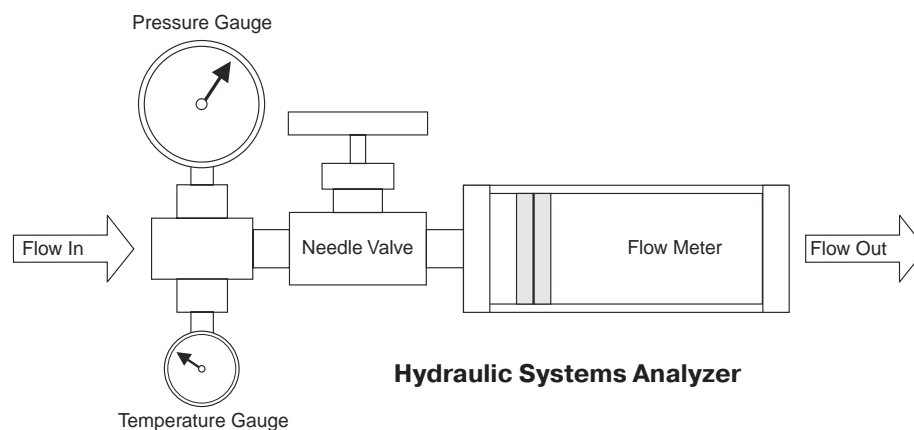 Pressure Gauge
Flow In
Needle Valve
Flow Meter
Flow Out
Hydraulic Systems Analyzer
Temperature Gauge